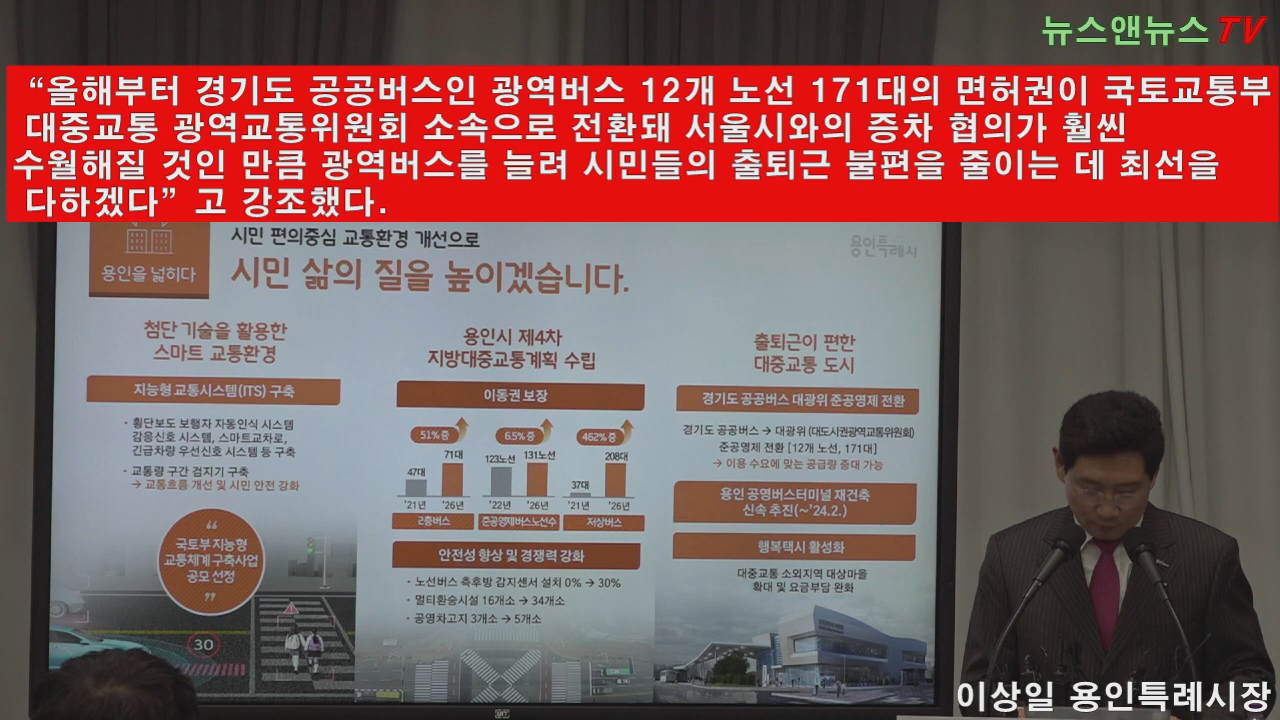 뉴스앤뉴스TV
“올해부터 경기도 공공버스인 광역버스 12개 노선 171대의 면허권이 국토교통부
대중교통 광역교통위원회 소속으로 전환돼 서울시와의 증차 협의가 훨씬
수월해질 것인 만큼 광역버스를 늘려 시민들의 출퇴근 불편을 줄이는 데 최선을
다하겠다” 고 강조했다.
용인을 넓히다
시민 편의중심 교통환경 개선으로
시민 삶의 질을 높이겠습니다.
용인특례시
첨단 기술을 활용한
스마트 교통환경
지능형 교통시스템(ITS) 구축
· 횡단보도 보행자 자동인식 시스템
감응신호 시스템, 스마트교차로,
긴급차량 우선신호 시스템 등 구축
· 교통량 구간 검지기 구축
→ 교통흐름 개선 및 시민 안전 강화
“
국토부 지능형
교통체계 구축사업
공모 선정
”
30
용인시 제4차
지방대중교통계획 수립
이동권 보장
51% 증 6.5% 증 462% 증
47대 71대 123노선 131노선 37대 208대
'21년 '26년 '22년 '26년 '21년 '26년
2층버스 준공영제버스노선수 저상버스
안전성 향상 및 경쟁력 강화
· 노선버스 측후방 감지센서 설치 0% → 30%
· 멀티환승시설 16개소 → 34개소
· 공영차고지 3개소 → 5개소
출퇴근이 편한
대중교통 도시
경기도 공공버스 대광위 준공영제 전환
경기도 공공버스 → 대광위 (대도시권광역교통위원회)
준공영제 전환 [12개 노선, 171대]
→ 이용 수요에 맞는 공급량 증대 가능
용인 공영버스터미널 재건축
신속 추진(~'24.2.)
행복택시 활성화
대중교통 소외지역 대상마을
확대 및 요금부담 완화
이상일 용인특례시장